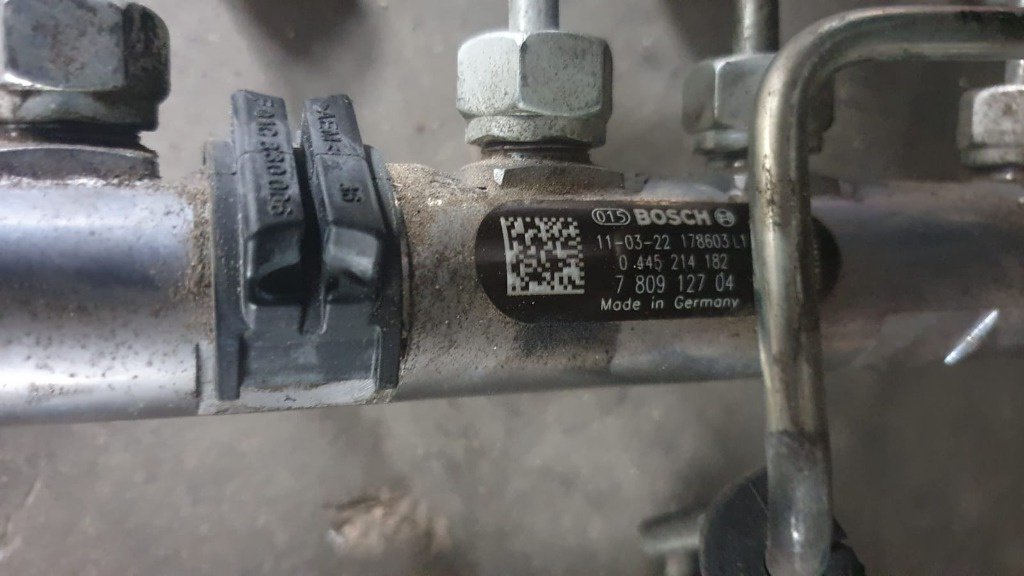 015 BOSCH
11-03-22 178603 L1
0 445 214 182
7 809 127 04
Made in Germany